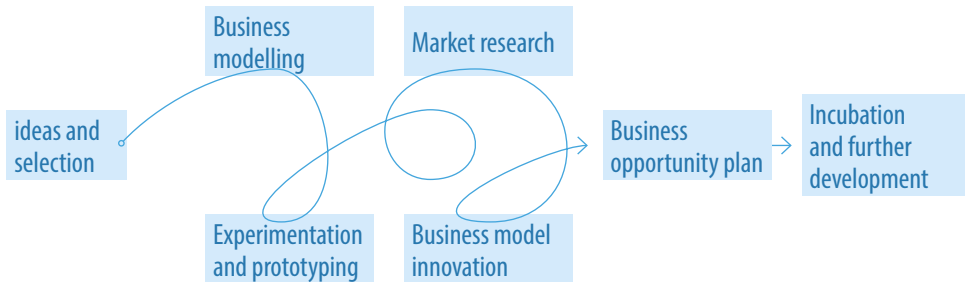 ideas and
selection
Business
modelling
Experimentation
and prototyping
Market research
Business model
innovation
Business
opportunity plan
Incubation
and further
development